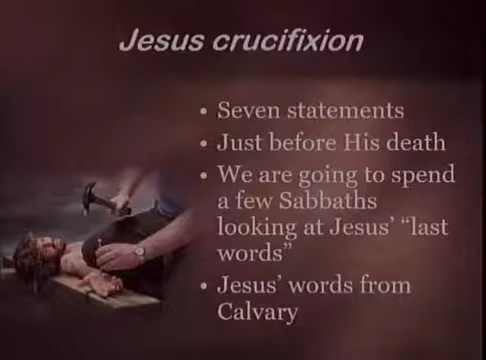 Jesus crucifixion
• Seven statements
• Just before His death
• We are going to spend
a few Sabbaths
looking at Jesus’ “last
words”
• Jesus’ words from
Calvary